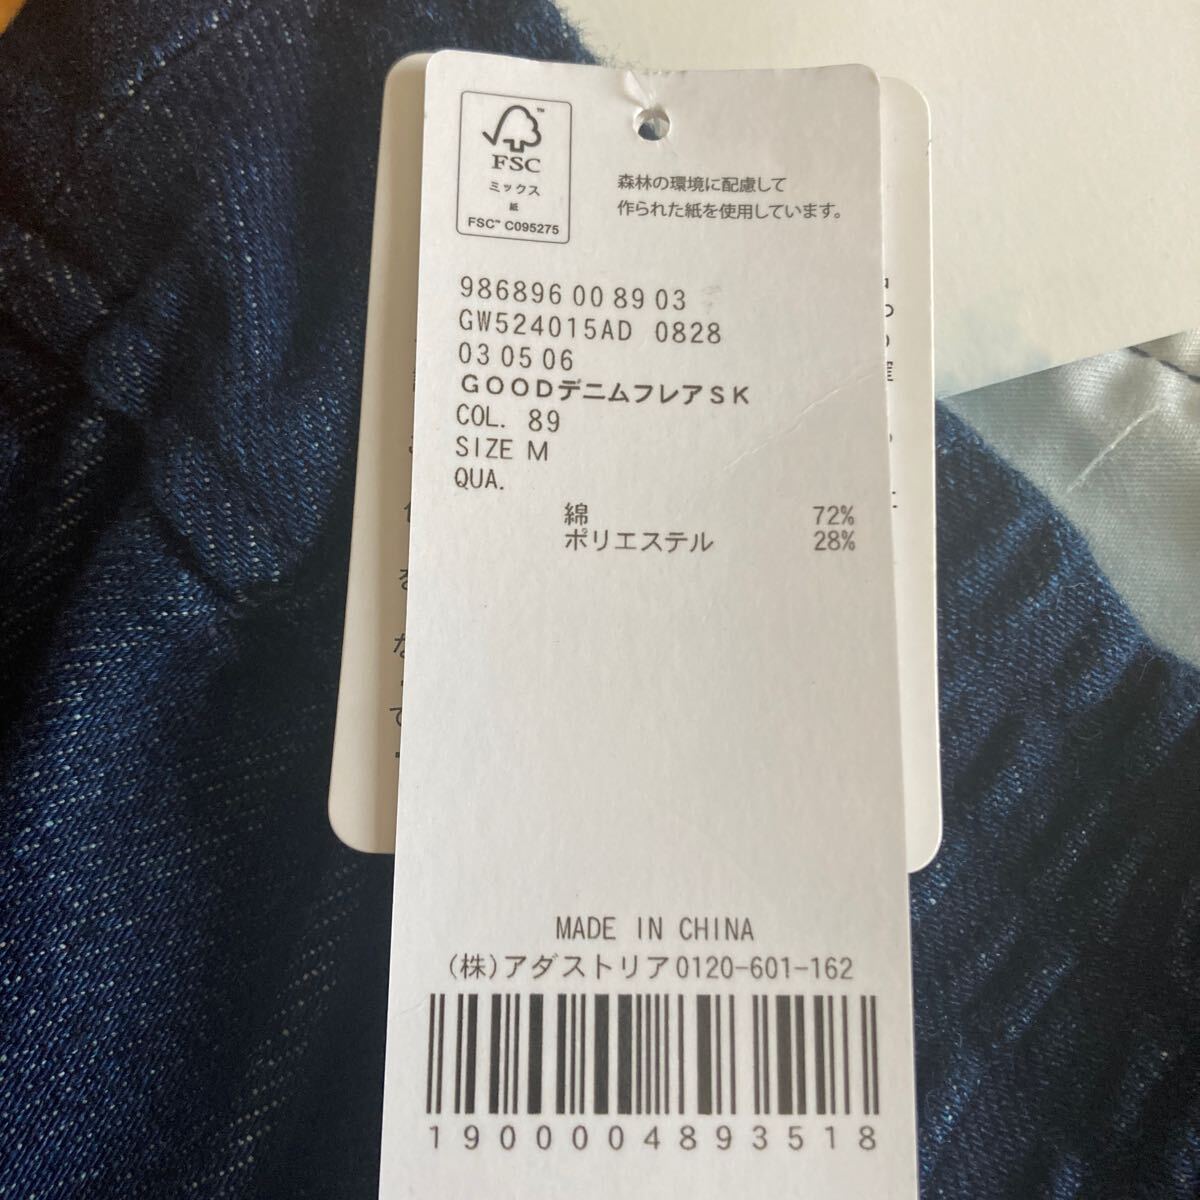 FSC
ミックス
紙
FSC™ C095275
森林の環境に配慮して
作られた紙を使用しています。
986896 00 89 03
GW524015AD 0828
03 05 06
GOODデニムフレアSK
COL. 89
SIZE M
QUA.
綿 72%
ポリエステル 28%
MADE IN CHINA
(株)アダストリア0120-601-162
1900004893518